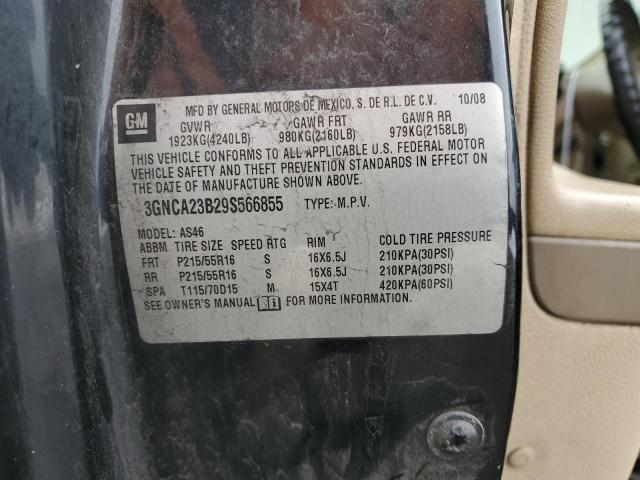 GM
MFD BY GENERAL MOTORS DE MEXICO, S. DE R.L. DE C.V. 10/08
GVWR GAWR FRT GAWR RR
1923KG(4240LB) 980KG(2160LB) 979KG(2158LB)
THIS VEHICLE CONFORMS TO ALL APPLICABLE U.S. FEDERAL MOTOR
VEHICLE SAFETY AND THEFT PREVENTION STANDARDS IN EFFECT ON
THE DATE OF MANUFACTURE SHOWN ABOVE.
3GNCA23B29S566855 TYPE: M.P.V.
MODEL: AS46
ABBM TIRE SIZE SPEED RTG RIM COLD TIRE PRESSURE
FRT P215/55R16 S 16X6.5J 210KPA(30PSI)
RR P215/55R16 S 16X6.5J 210KPA(30PSI)
SPA T115/70D15 M 15X4T 420KPA(60PSI)
SEE OWNER'S MANUAL FOR MORE INFORMATION.